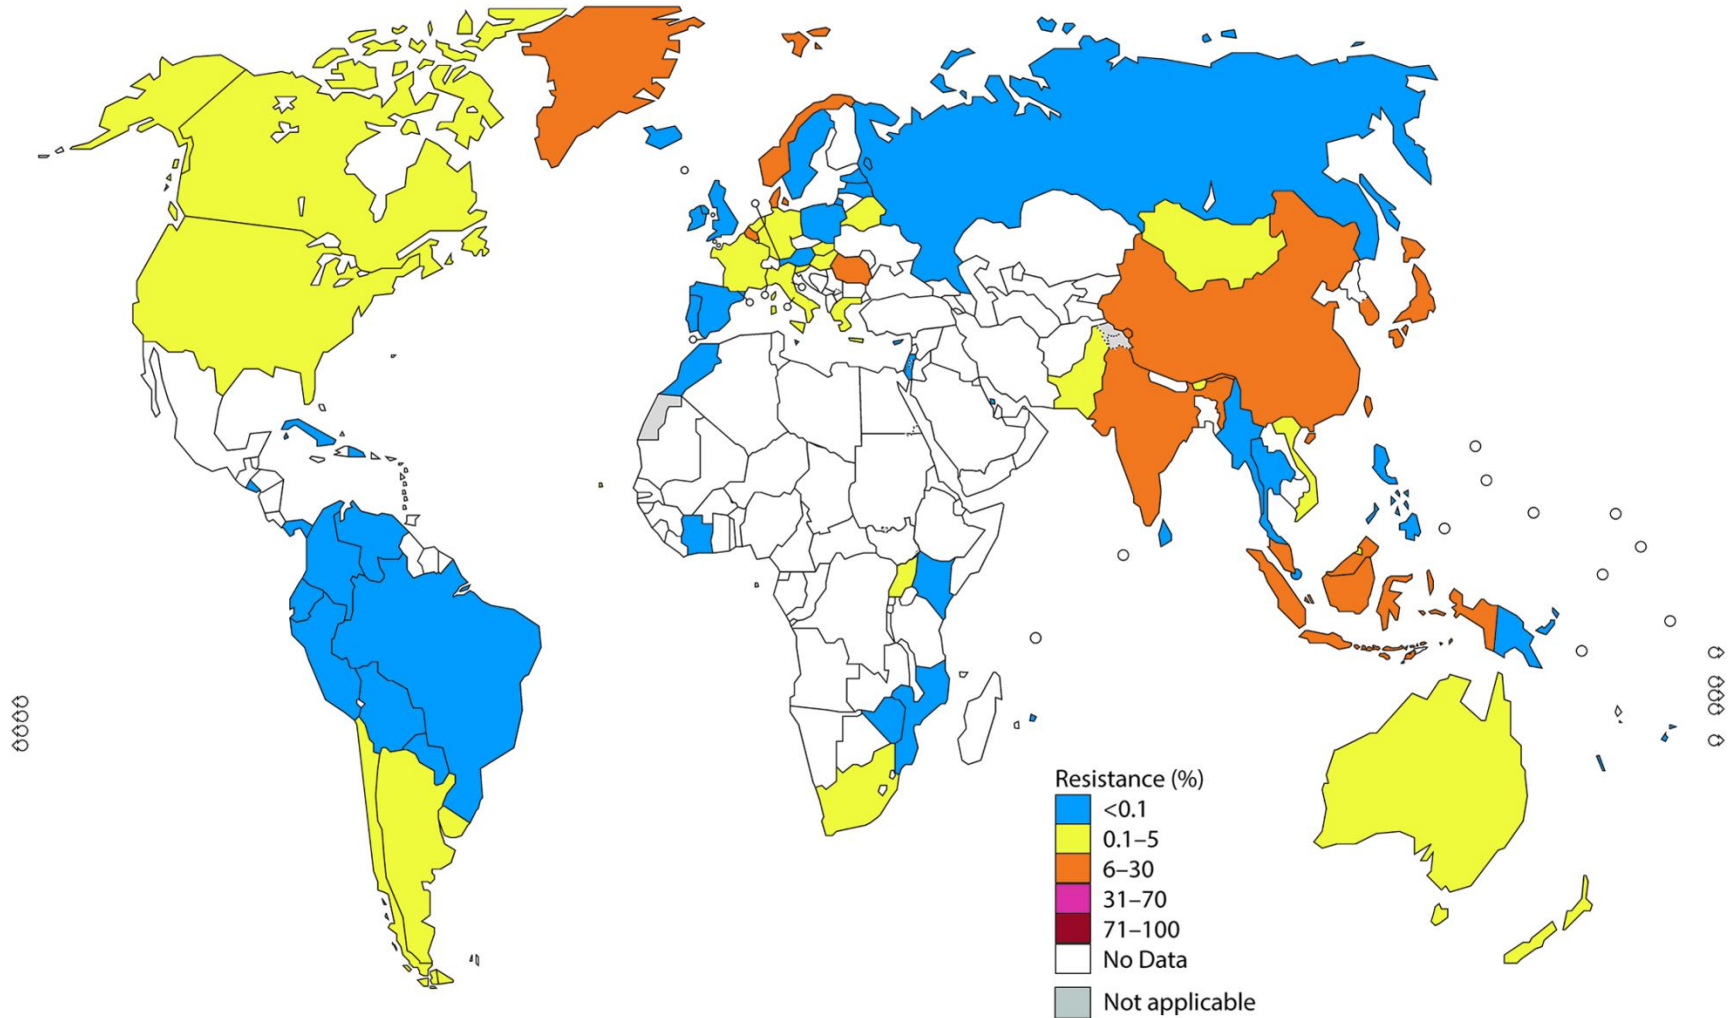 Resistance (%)
<0.1
0.1–5
6–30
31–70
71–100
No Data
Not applicable